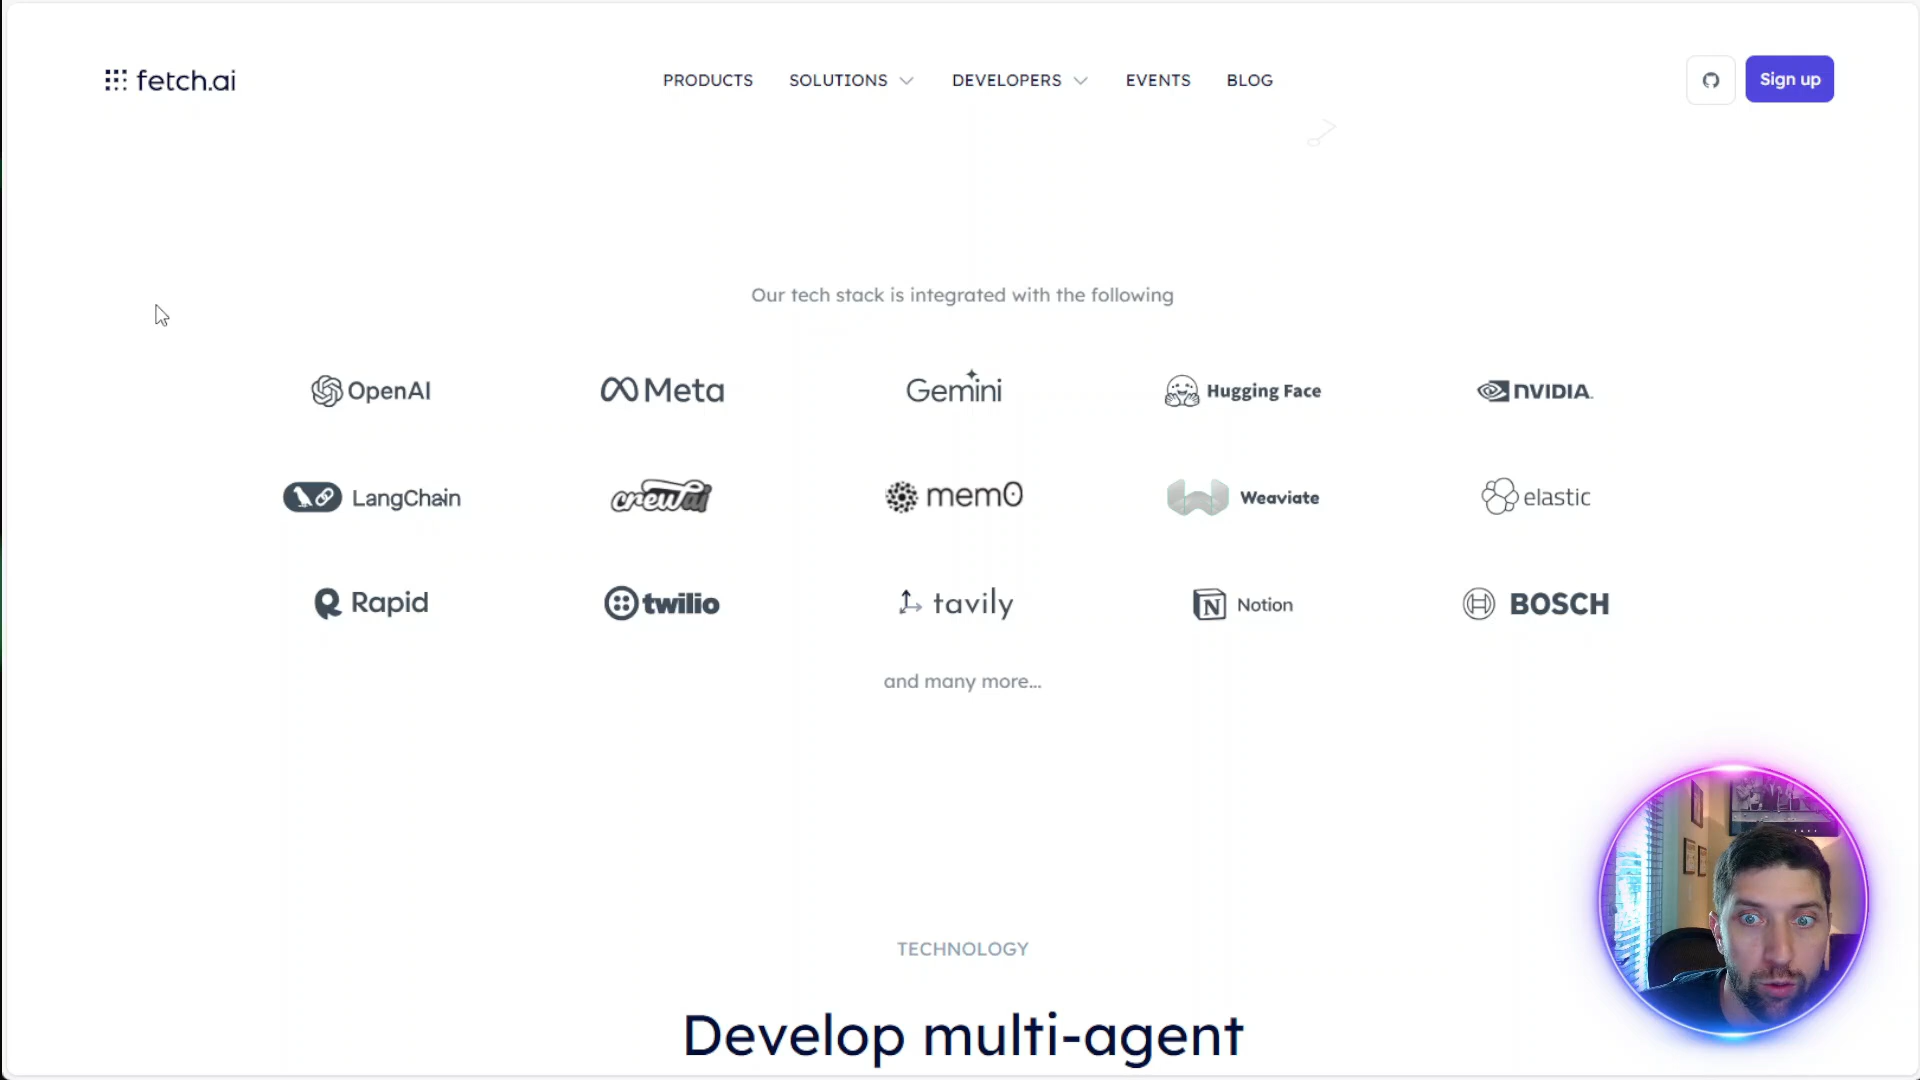 fetch.ai
PRODUCTS SOLUTIONS DEVELOPERS EVENTS BLOG
Sign up
Our tech stack is integrated with the following
OpenAI Meta Gemini Hugging Face NVIDIA.
LangChain crewai mem0 Weaviate elastic
Rapid twilio tavily Notion BOSCH
and many more...
TECHNOLOGY
Develop multi-agent